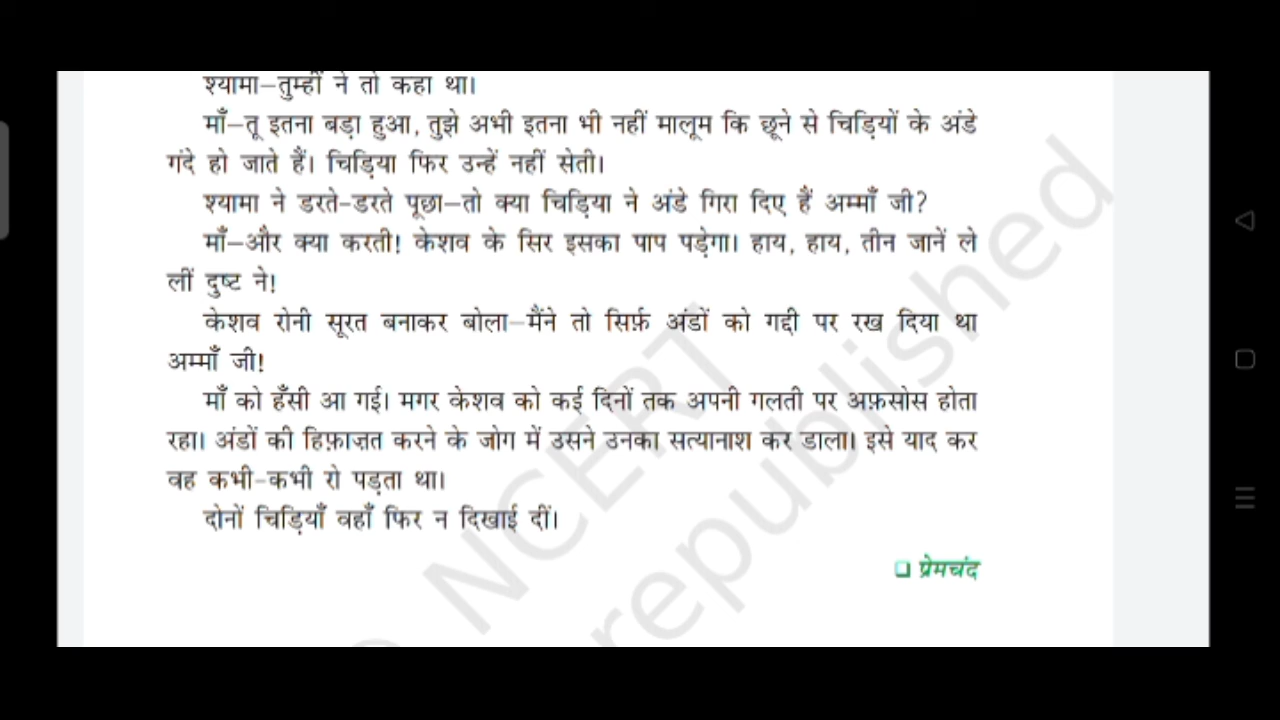 श्यामा—तुम्हीं ने तो कहा था।
माँ—तू इतना बड़ा हुआ, तुझे अभी इतना भी नहीं मालूम कि छूने से चिड़ियों के अंडे
गंदे हो जाते हैं। चिड़िया फिर उन्हें नहीं सेती।
श्यामा ने डरते-डरते पूछा—तो क्या चिड़िया ने अंडे गिरा दिए हैं अम्माँ जी?
माँ—और क्या करती! केशव के सिर इसका पाप पड़ेगा। हाय, हाय, तीन जानें ले
लीं दुष्ट ने!
केशव रोनी सूरत बनाकर बोला—मैंने तो सिर्फ़ अंडों को गद्दी पर रख दिया था
अम्माँ जी!
माँ को हँसी आ गई। मगर केशव को कई दिनों तक अपनी गलती पर अफ़सोस होता
रहा। अंडों की हिफ़ाज़त करने के जोग में उसने उनका सत्यानाश कर डाला। इसे याद कर
वह कभी-कभी रो पड़ता था।
दोनों चिड़ियाँ वहाँ फिर न दिखाई दीं।
❑ प्रेमचंद
NCERT
republished